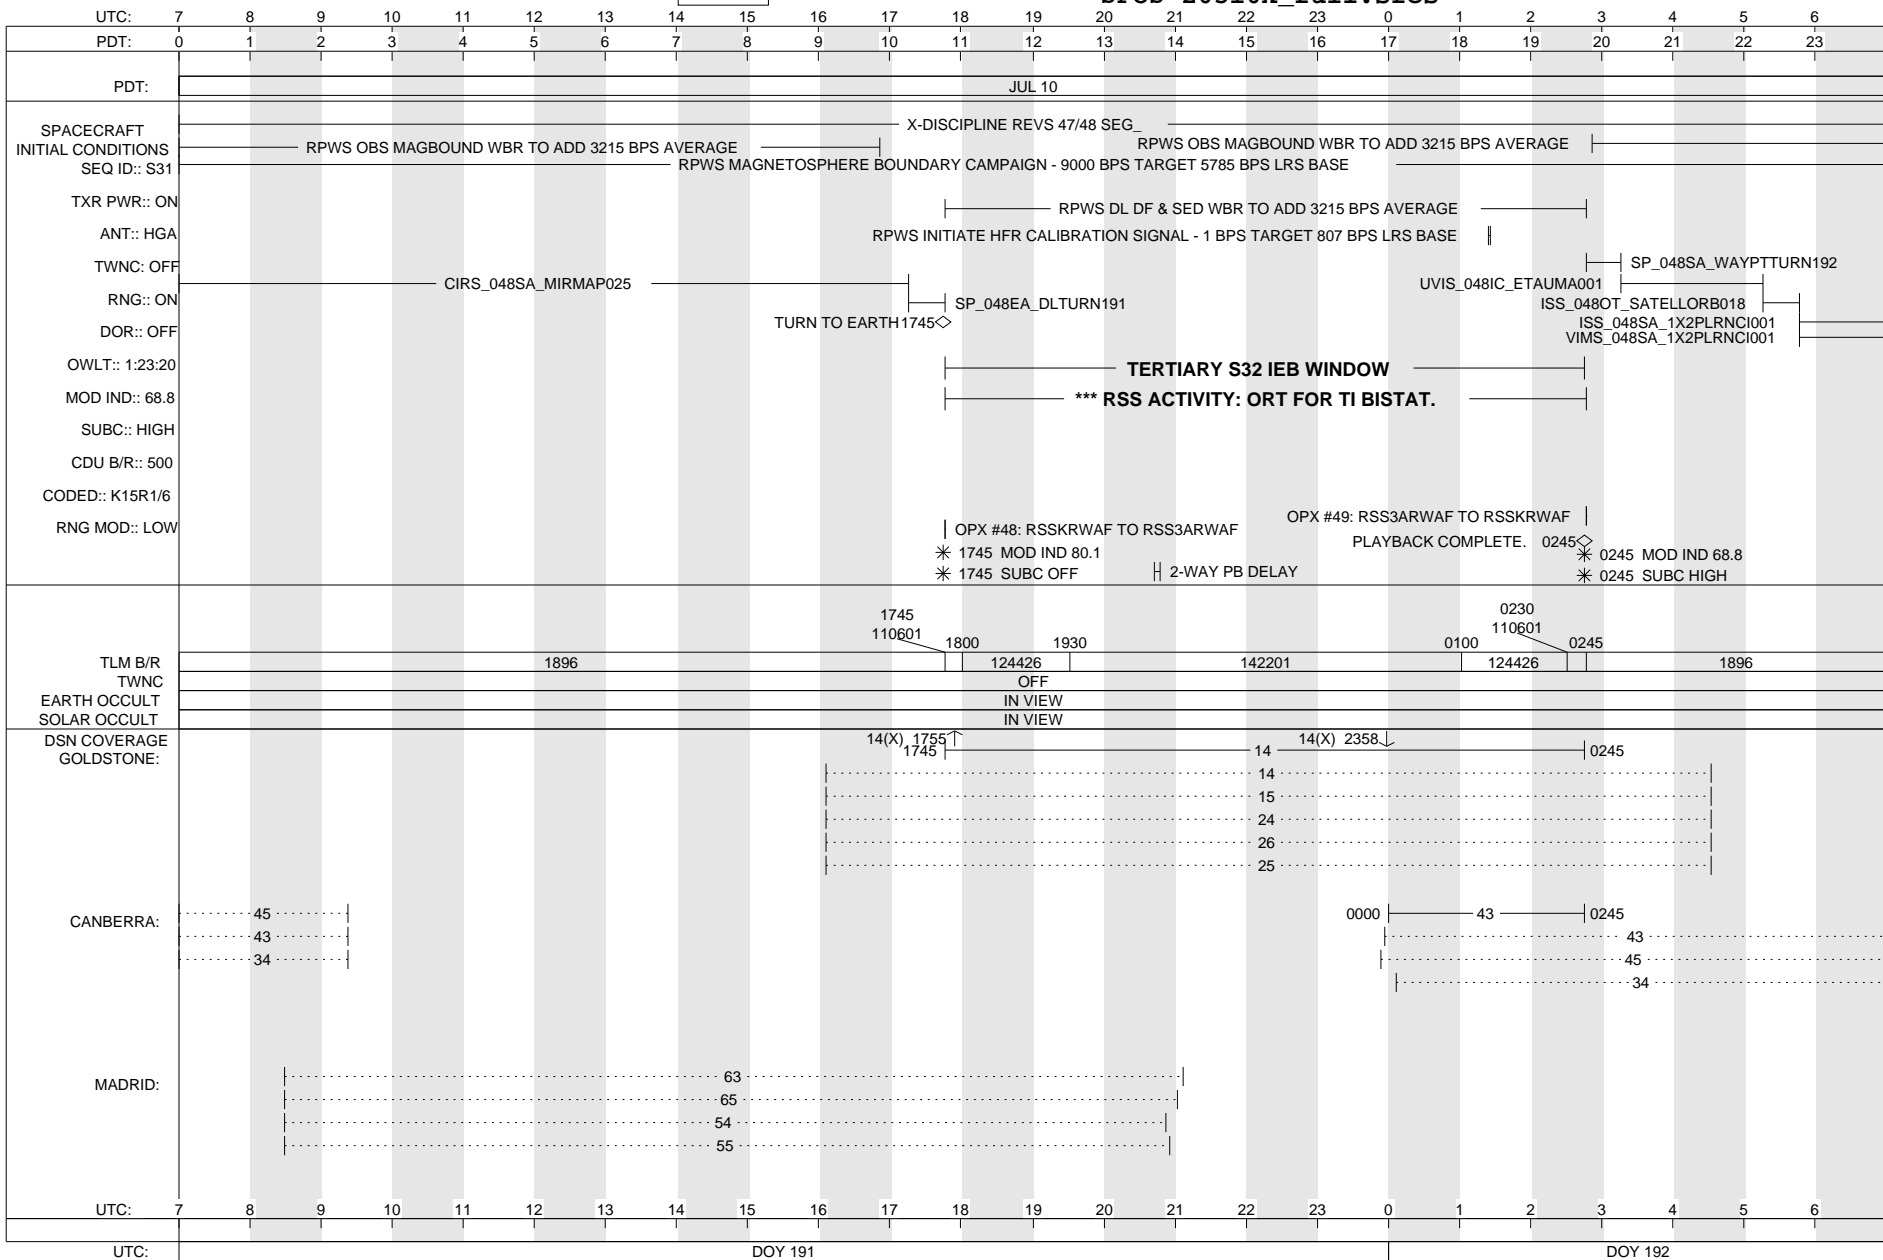 UTC: 7 8 9 10 11 12 13 14 15 16 17 18 19 20 21 22 23 0 1 2 3 4 5 6
PDT: 0 1 2 3 4 5 6 7 8 9 10 11 12 13 14 15 16 17 18 19 20 21 22 23
PDT: JUL 10
SPACECRAFT
INITIAL CONDITIONS
SEQ ID:: S31
X-DISCIPLINE REVS 47/48 SEG_
RPWS OBS MAGBOUND WBR TO ADD 3215 BPS AVERAGE RPWS OBS MAGBOUND WBR TO ADD 3215 BPS AVERAGE
RPWS MAGNETOSPHERE BOUNDARY CAMPAIGN - 9000 BPS TARGET 5785 BPS LRS BASE
TXR PWR:: ON RPWS DL DF & SED WBR TO ADD 3215 BPS AVERAGE
ANT:: HGA RPWS INITIATE HFR CALIBRATION SIGNAL - 1 BPS TARGET 807 BPS LRS BASE
TWNC: OFF SP_048SA_WAYPTTURN192
CIRS_048SA_MIRMAP025 UVIS_048IC_ETAUMA001
RNG:: ON SP_048EA_DLTURN191 ISS_048OT_SATELLORB018
TURN TO EARTH 1745 ISS_048SA_1X2PLRNCI001
DOR:: OFF VIMS_048SA_1X2PLRNCI001
OWLT:: 1:23:20 TERTIARY S32 IEB WINDOW
MOD IND:: 68.8 *** RSS ACTIVITY: ORT FOR TI BISTAT.
SUBC:: HIGH
CDU B/R:: 500
CODED:: K15R1/6
RNG MOD:: LOW OPX #48: RSSKRWAF TO RSS3ARWAF OPX #49: RSS3ARWAF TO RSSKRWAF
1745 MOD IND 80.1 PLAYBACK COMPLETE. 0245 0245 MOD IND 68.8
1745 SUBC OFF 2-WAY PB DELAY 0245 SUBC HIGH
1745 0230
110601 1800 1930 0100 110601 0245
TLM B/R 1896 124426 142201 124426 1896
TWNC OFF
EARTH OCCULT IN VIEW
SOLAR OCCULT IN VIEW
DSN COVERAGE 14(X) 1755 14(X) 2358
GOLDSTONE: 1745 14 0245
14
15
24
26
25
CANBERRA: 45 0000 43 0245
43 43
34 45
34
MADRID: 63
65
54
55
UTC: 7 8 9 10 11 12 13 14 15 16 17 18 19 20 21 22 23 0 1 2 3 4 5 6
UTC: DOY 191 DOY 192